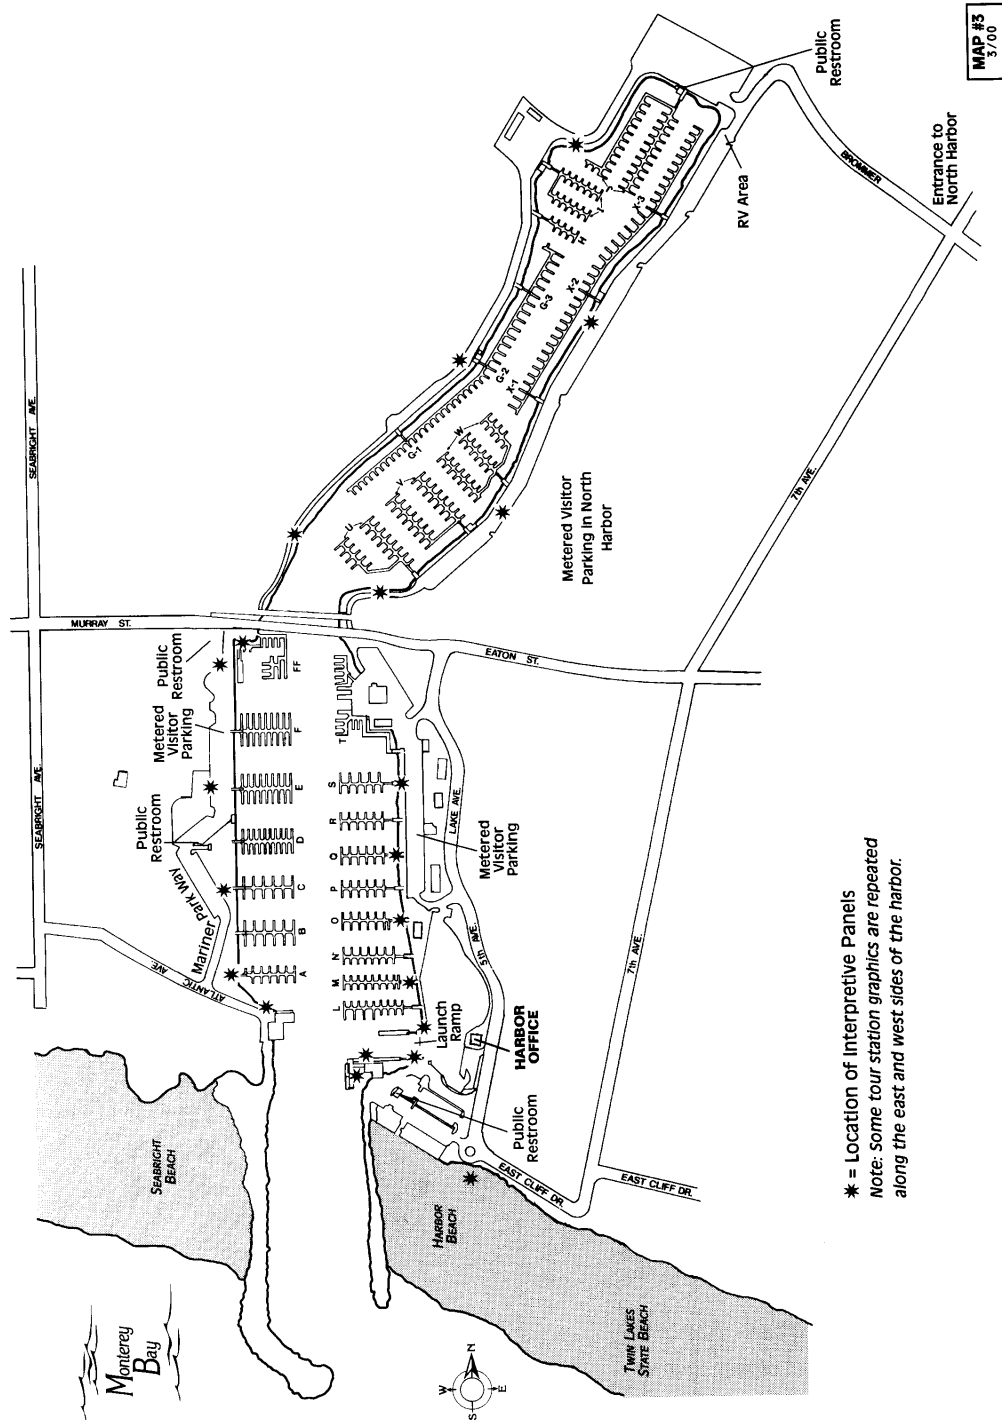 Monterey
Bay
SEABRIGHT
BEACH
SEABRIGHT AVE.
SEABRIGHT AVE.
ATLANTIC AVE.
Mariner Park Way
Public
Restroom
Metered
Visitor
Parking
Public
Restroom
MURRAY ST.
A
B
C
D
E
F
FF
L
M
N
O
P
Q
R
S
T
U
V
W
G-1
G-2
G-3
H
X-1
X-2
X-3
Public
Restroom
RV Area
MAP #3
3/00
W
N
S
E
HARBOR
BEACH
TWIN LAKES
STATE BEACH
Launch
Ramp
HARBOR
OFFICE
Public
Restroom
Metered
Visitor
Parking
LAKE AVE.
5th AVE.
EATON ST.
Metered Visitor
Parking in North
Harbor
EAST CLIFF DR.
EAST CLIFF DR.
7th AVE.
7th AVE.
BROMMER
Entrance to
North Harbor
✷ = Location of Interpretive Panels
Note: Some tour station graphics are repeated
along the east and west sides of the harbor.